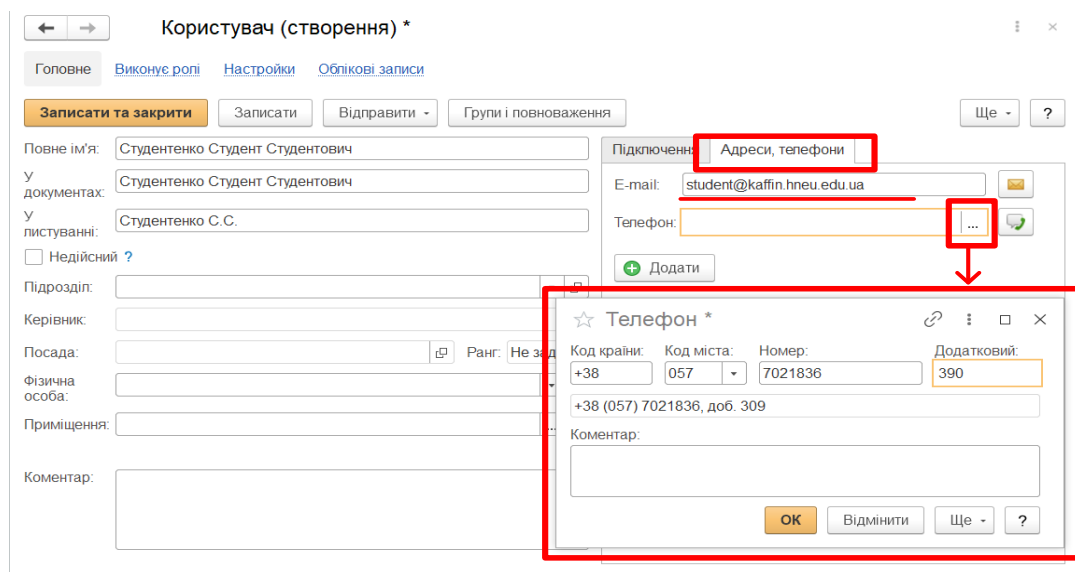 Користувач (створення) *
Головне Виконує ролі Настройки Облікові записи
Записати та закрити Записати Відправити Групи і повноваження Ще ?
Повне ім'я: Студентенко Студент Студентович
У документах: Студентенко Студент Студентович
У листуванні: Студентенко С.С.
Недійсний ?
Підрозділ:
Керівник:
Посада: Ранг: Не зад
Фізична особа:
Приміщення:
Коментар:
Підключення Адреси, телефони
E-mail: student@kaffin.hneu.edu.ua
Телефон: ...
Додати
Телефон *
Код країни: Код міста: Номер: Додатковий:
+38 057 7021836 390
+38 (057) 7021836, доб. 309
Коментар:
ОК Відмінити Ще ?